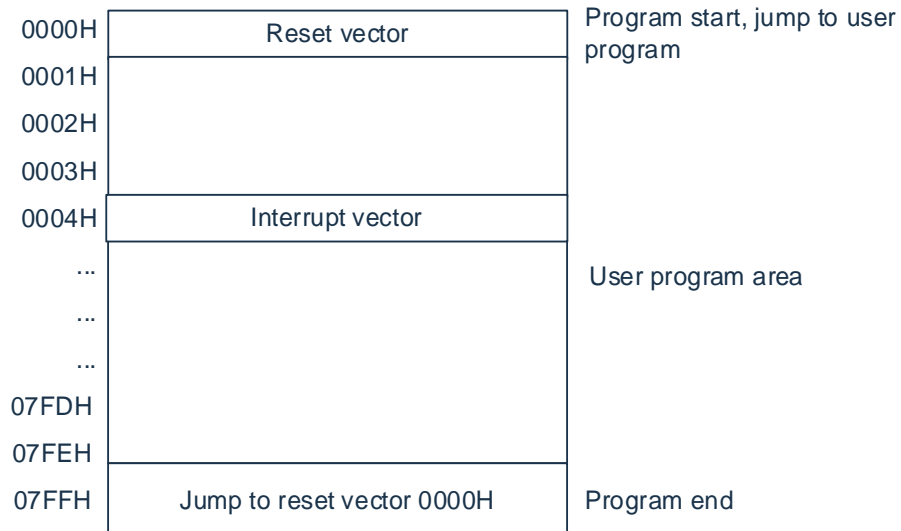 0000H Reset vector Program start, jump to user
program
0001H
0002H
0003H
0004H Interrupt vector
...
User program area
...
...
07FDH
07FEH
07FFH Jump to reset vector 0000H Program end